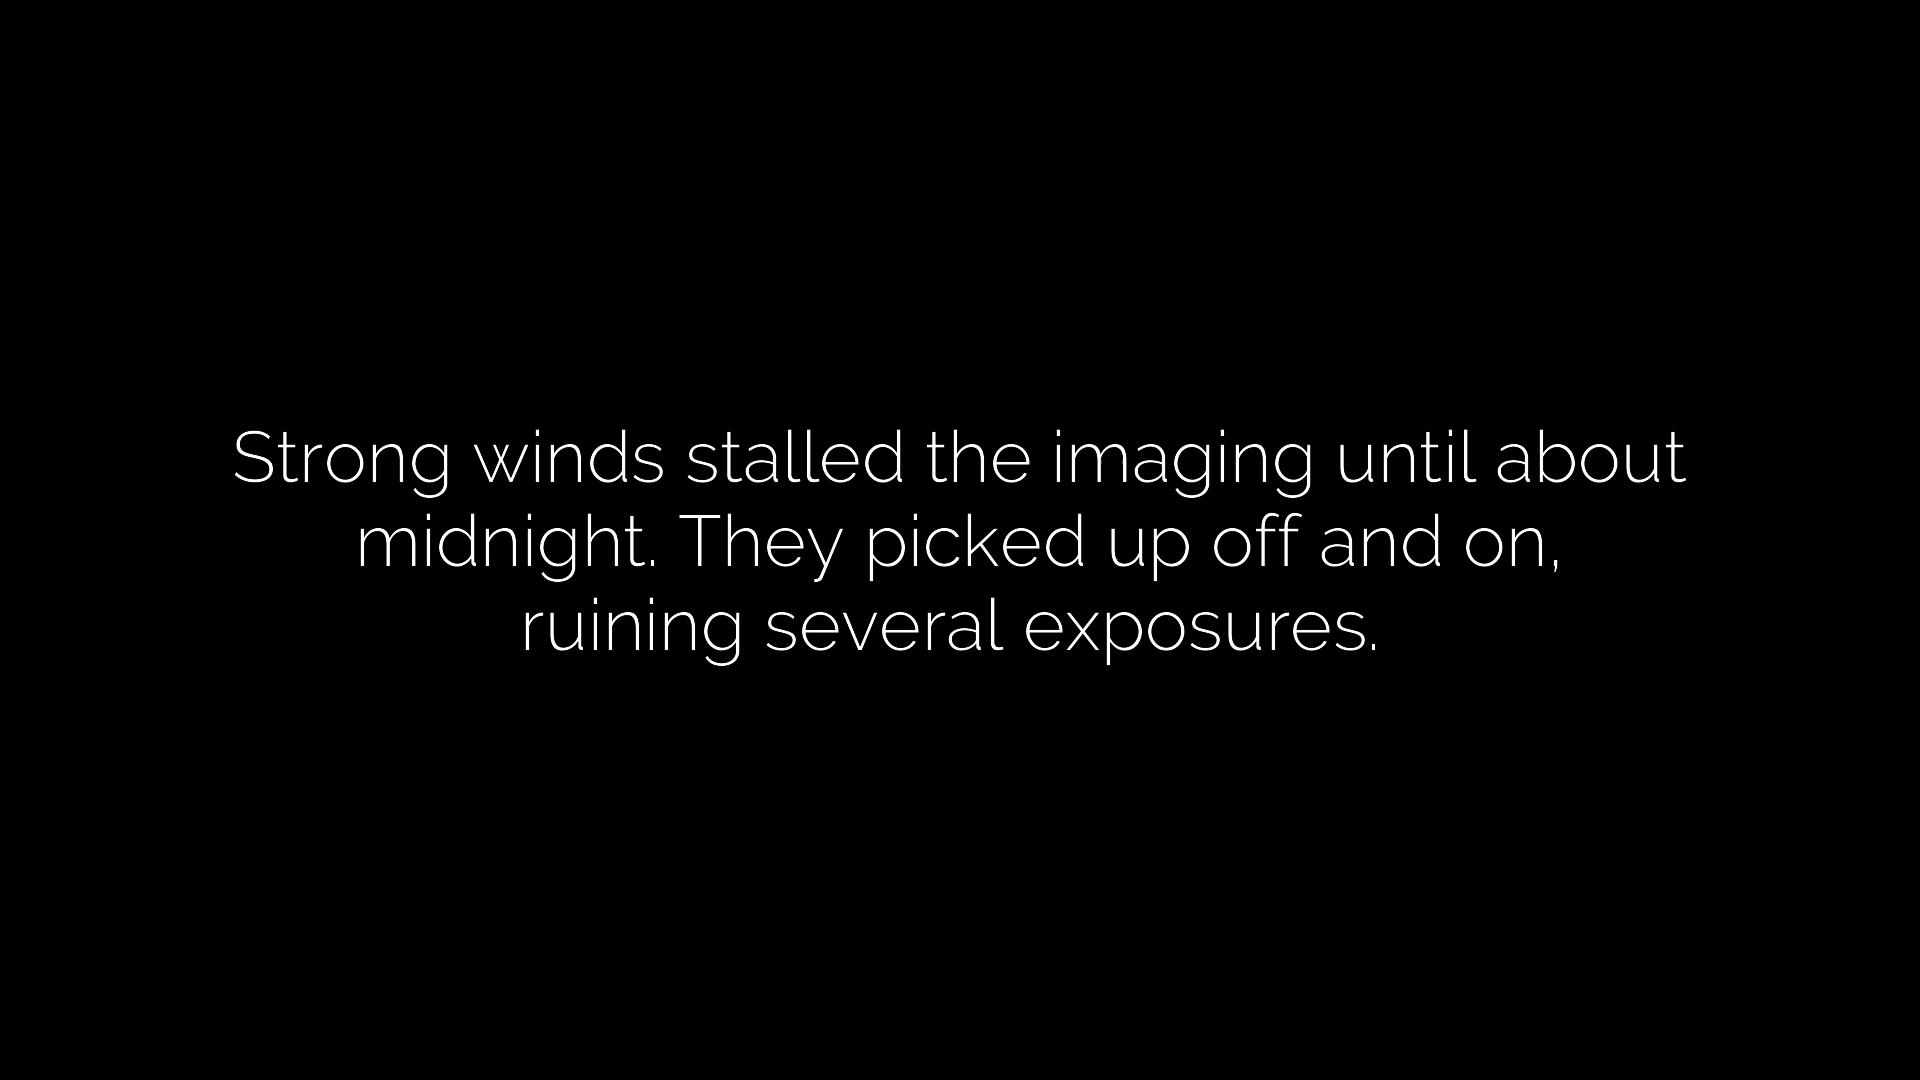 Strong winds stalled the imaging until about
midnight. They picked up off and on,
ruining several exposures.